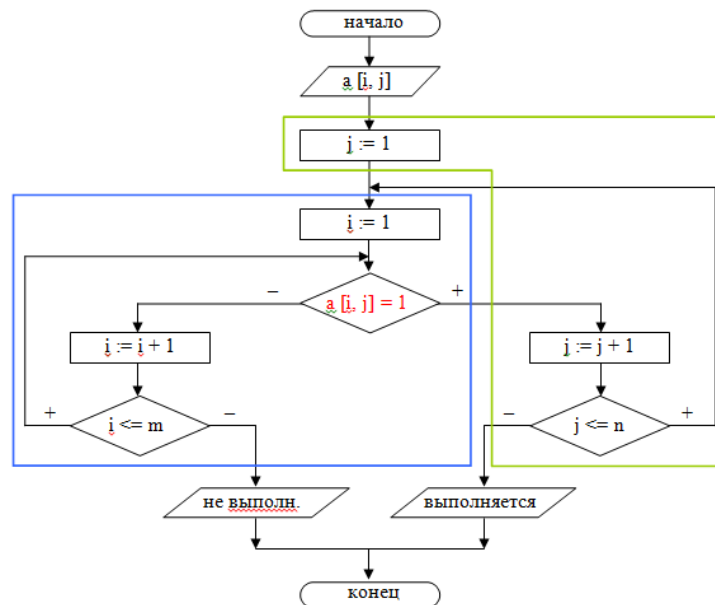 начало
a [i, j]
j := 1
i := 1
a [i, j] = 1
–
+
i := i + 1
j := j + 1
i <= m
+
–
j <= n
–
+
не выполн.
выполняется
конец